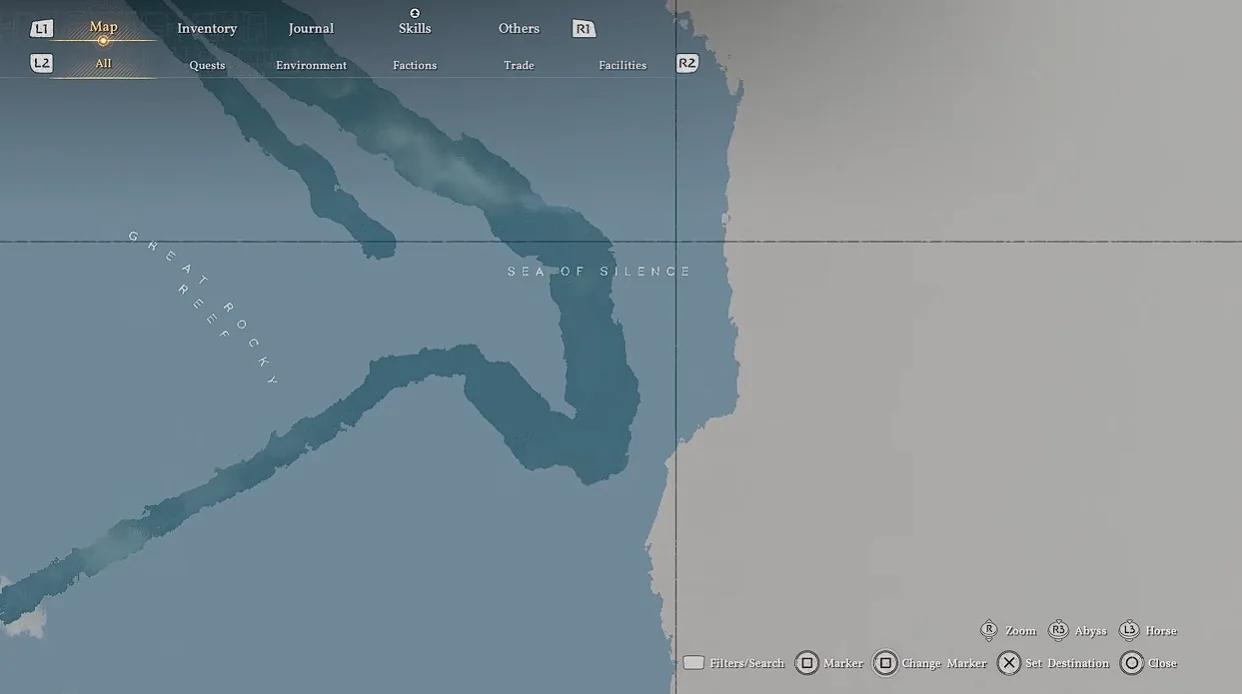 L1 Map Inventory Journal Skills Others R1
L2 All Quests Environment Factions Trade Facilities R2
GREAT ROCKY
REEF
SEA OF SILENCE
R Zoom R3 Abyss L3 Horse
Filters/Search Marker Change Marker Set Destination Close